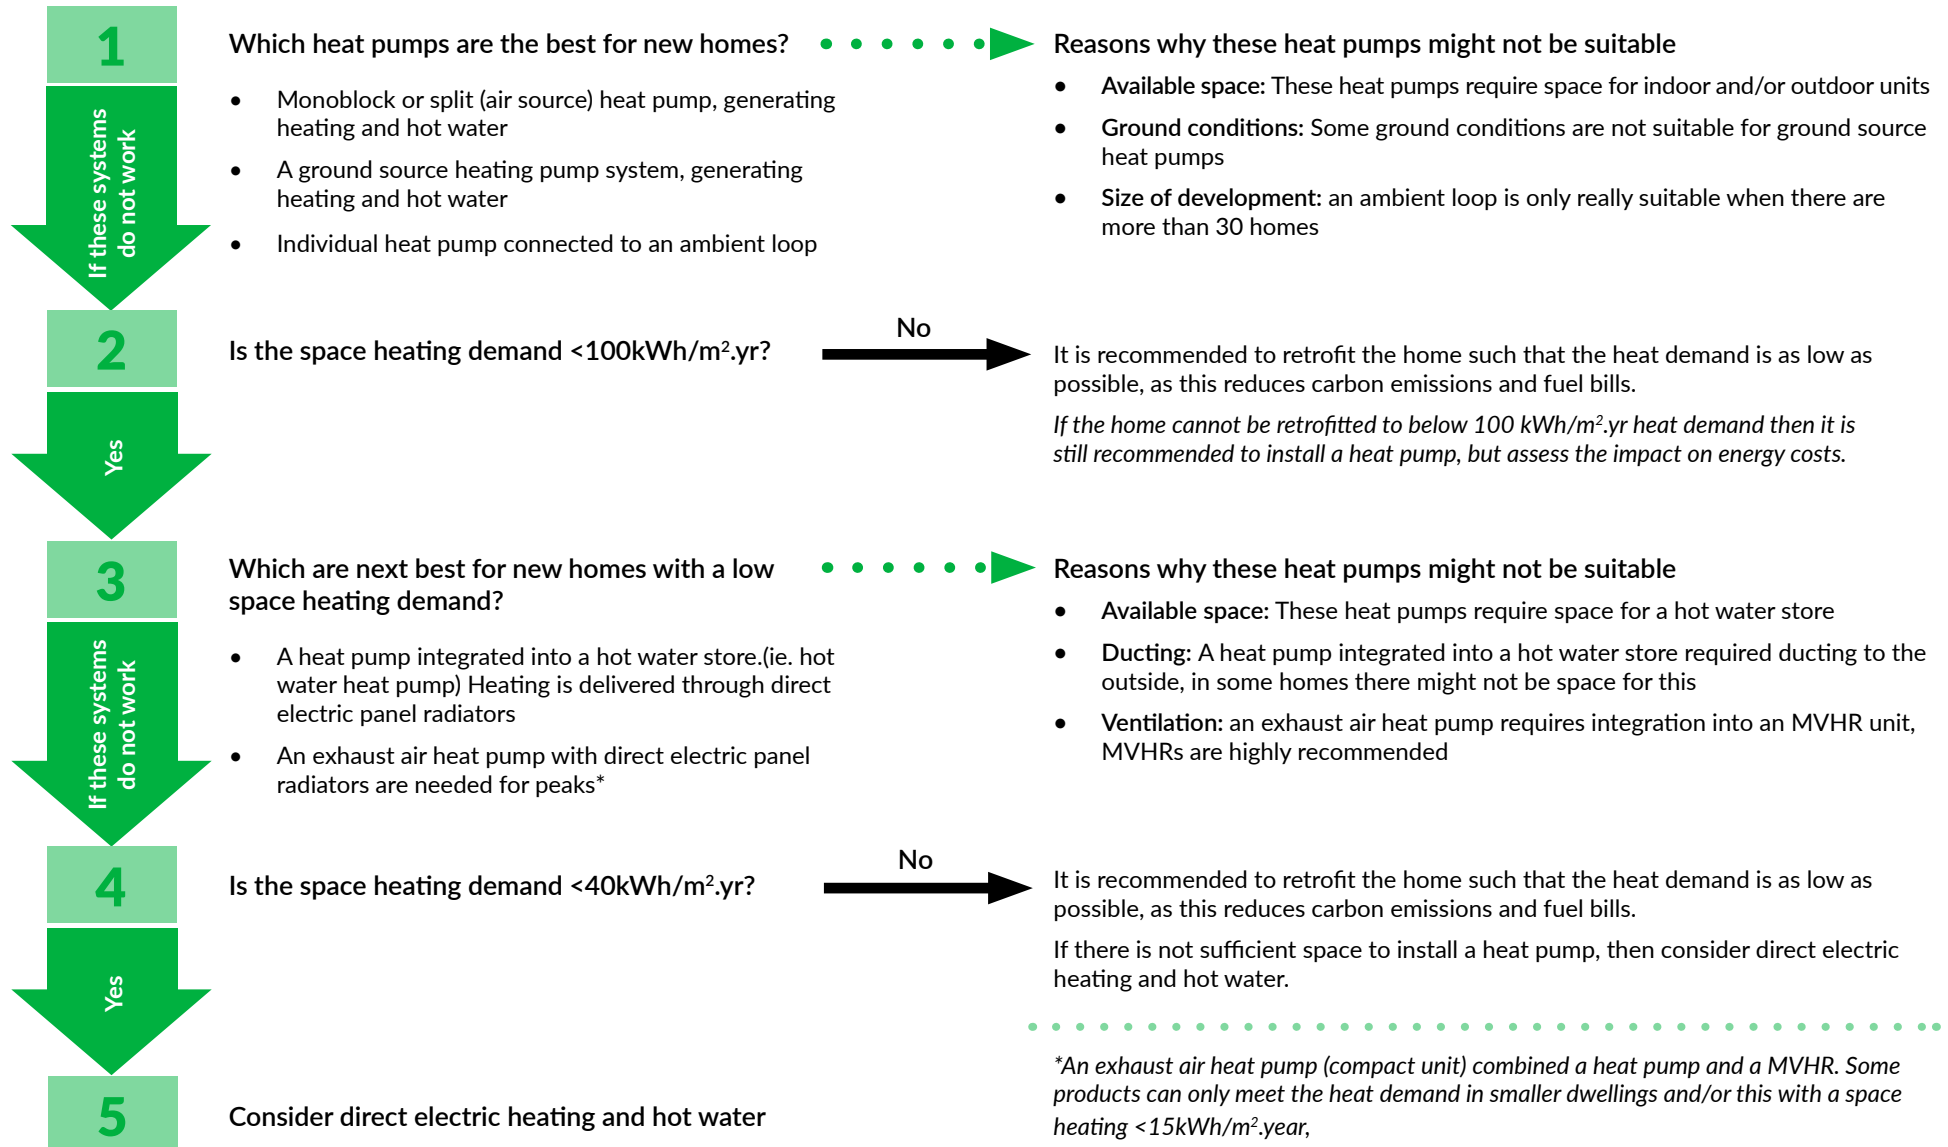 1
If these systems
do not work
Which heat pumps are the best for new homes?
• Monoblock or split (air source) heat pump, generating
heating and hot water
• A ground source heating pump system, generating
heating and hot water
• Individual heat pump connected to an ambient loop
Reasons why these heat pumps might not be suitable
• Available space: These heat pumps require space for indoor and/or outdoor units
• Ground conditions: Some ground conditions are not suitable for ground source
heat pumps
• Size of development: an ambient loop is only really suitable when there are
more than 30 homes
2
Yes
Is the space heating demand <100kWh/m².yr?
No
It is recommended to retrofit the home such that the heat demand is as low as
possible, as this reduces carbon emissions and fuel bills.
If the home cannot be retrofitted to below 100 kWh/m².yr heat demand then it is
still recommended to install a heat pump, but assess the impact on energy costs.
3
If these systems
do not work
Which are next best for new homes with a low
space heating demand?
• A heat pump integrated into a hot water store.(ie. hot
water heat pump) Heating is delivered through direct
electric panel radiators
• An exhaust air heat pump with direct electric panel
radiators are needed for peaks*
Reasons why these heat pumps might not be suitable
• Available space: These heat pumps require space for a hot water store
• Ducting: A heat pump integrated into a hot water store required ducting to the
outside, in some homes there might not be space for this
• Ventilation: an exhaust air heat pump requires integration into an MVHR unit,
MVHRs are highly recommended
4
Yes
Is the space heating demand <40kWh/m².yr?
No
It is recommended to retrofit the home such that the heat demand is as low as
possible, as this reduces carbon emissions and fuel bills.
If there is not sufficient space to install a heat pump, then consider direct electric
heating and hot water.
5
Consider direct electric heating and hot water
*An exhaust air heat pump (compact unit) combined a heat pump and a MVHR. Some
products can only meet the heat demand in smaller dwellings and/or this with a space
heating <15kWh/m².year,